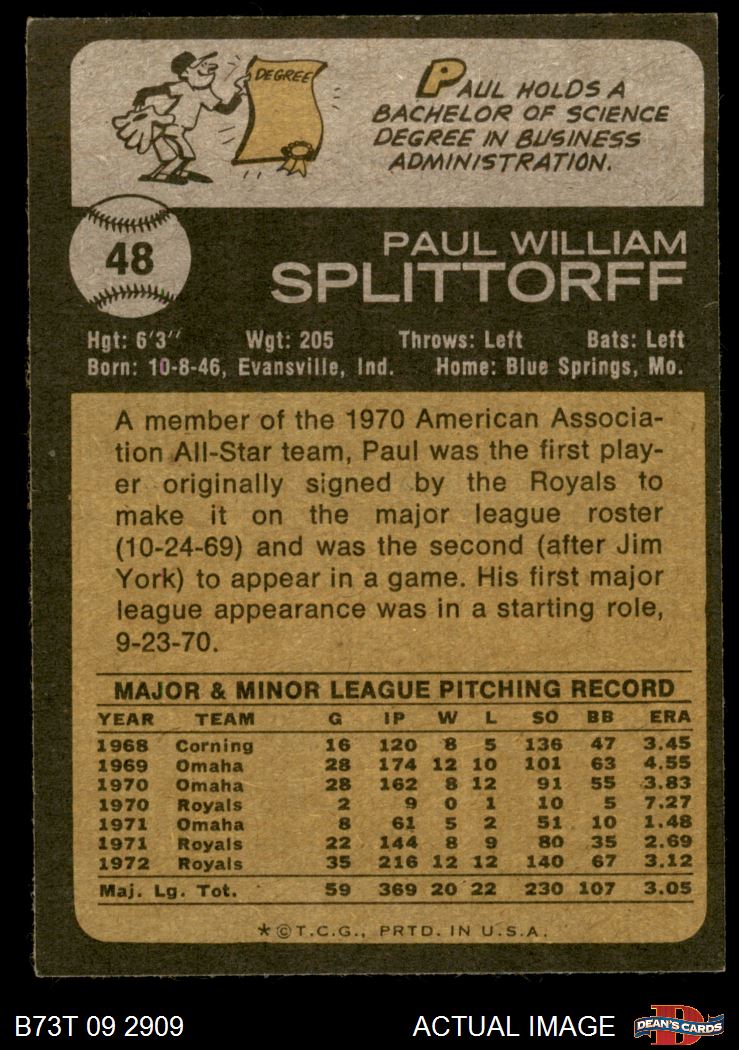 DEGREE
PAUL HOLDS A
BACHELOR OF SCIENCE
DEGREE IN BUSINESS
ADMINISTRATION.
48
PAUL WILLIAM
SPLITTORFF
Hgt: 6'3" Wgt: 205 Throws: Left Bats: Left
Born: 10-8-46, Evansville, Ind. Home: Blue Springs, Mo.
A member of the 1970 American Associa-
tion All-Star team, Paul was the first play-
er originally signed by the Royals to
make it on the major league roster
(10-24-69) and was the second (after Jim
York) to appear in a game. His first major
league appearance was in a starting role,
9-23-70.
MAJOR & MINOR LEAGUE PITCHING RECORD
YEAR TEAM G IP W L SO BB ERA
1968 Corning 16 120 8 5 136 47 3.45
1969 Omaha 28 174 12 10 101 63 4.55
1970 Omaha 28 162 8 12 91 55 3.83
1970 Royals 2 9 0 1 10 5 7.27
1971 Omaha 8 61 5 2 51 10 1.48
1971 Royals 22 144 8 9 80 35 2.69
1972 Royals 35 216 12 12 140 67 3.12
Maj. Lg. Tot. 59 369 20 22 230 107 3.05
*©T.C.G., PRTD. IN U.S.A.
B73T 09 2909 ACTUAL IMAGE D DEAN'S CARDS